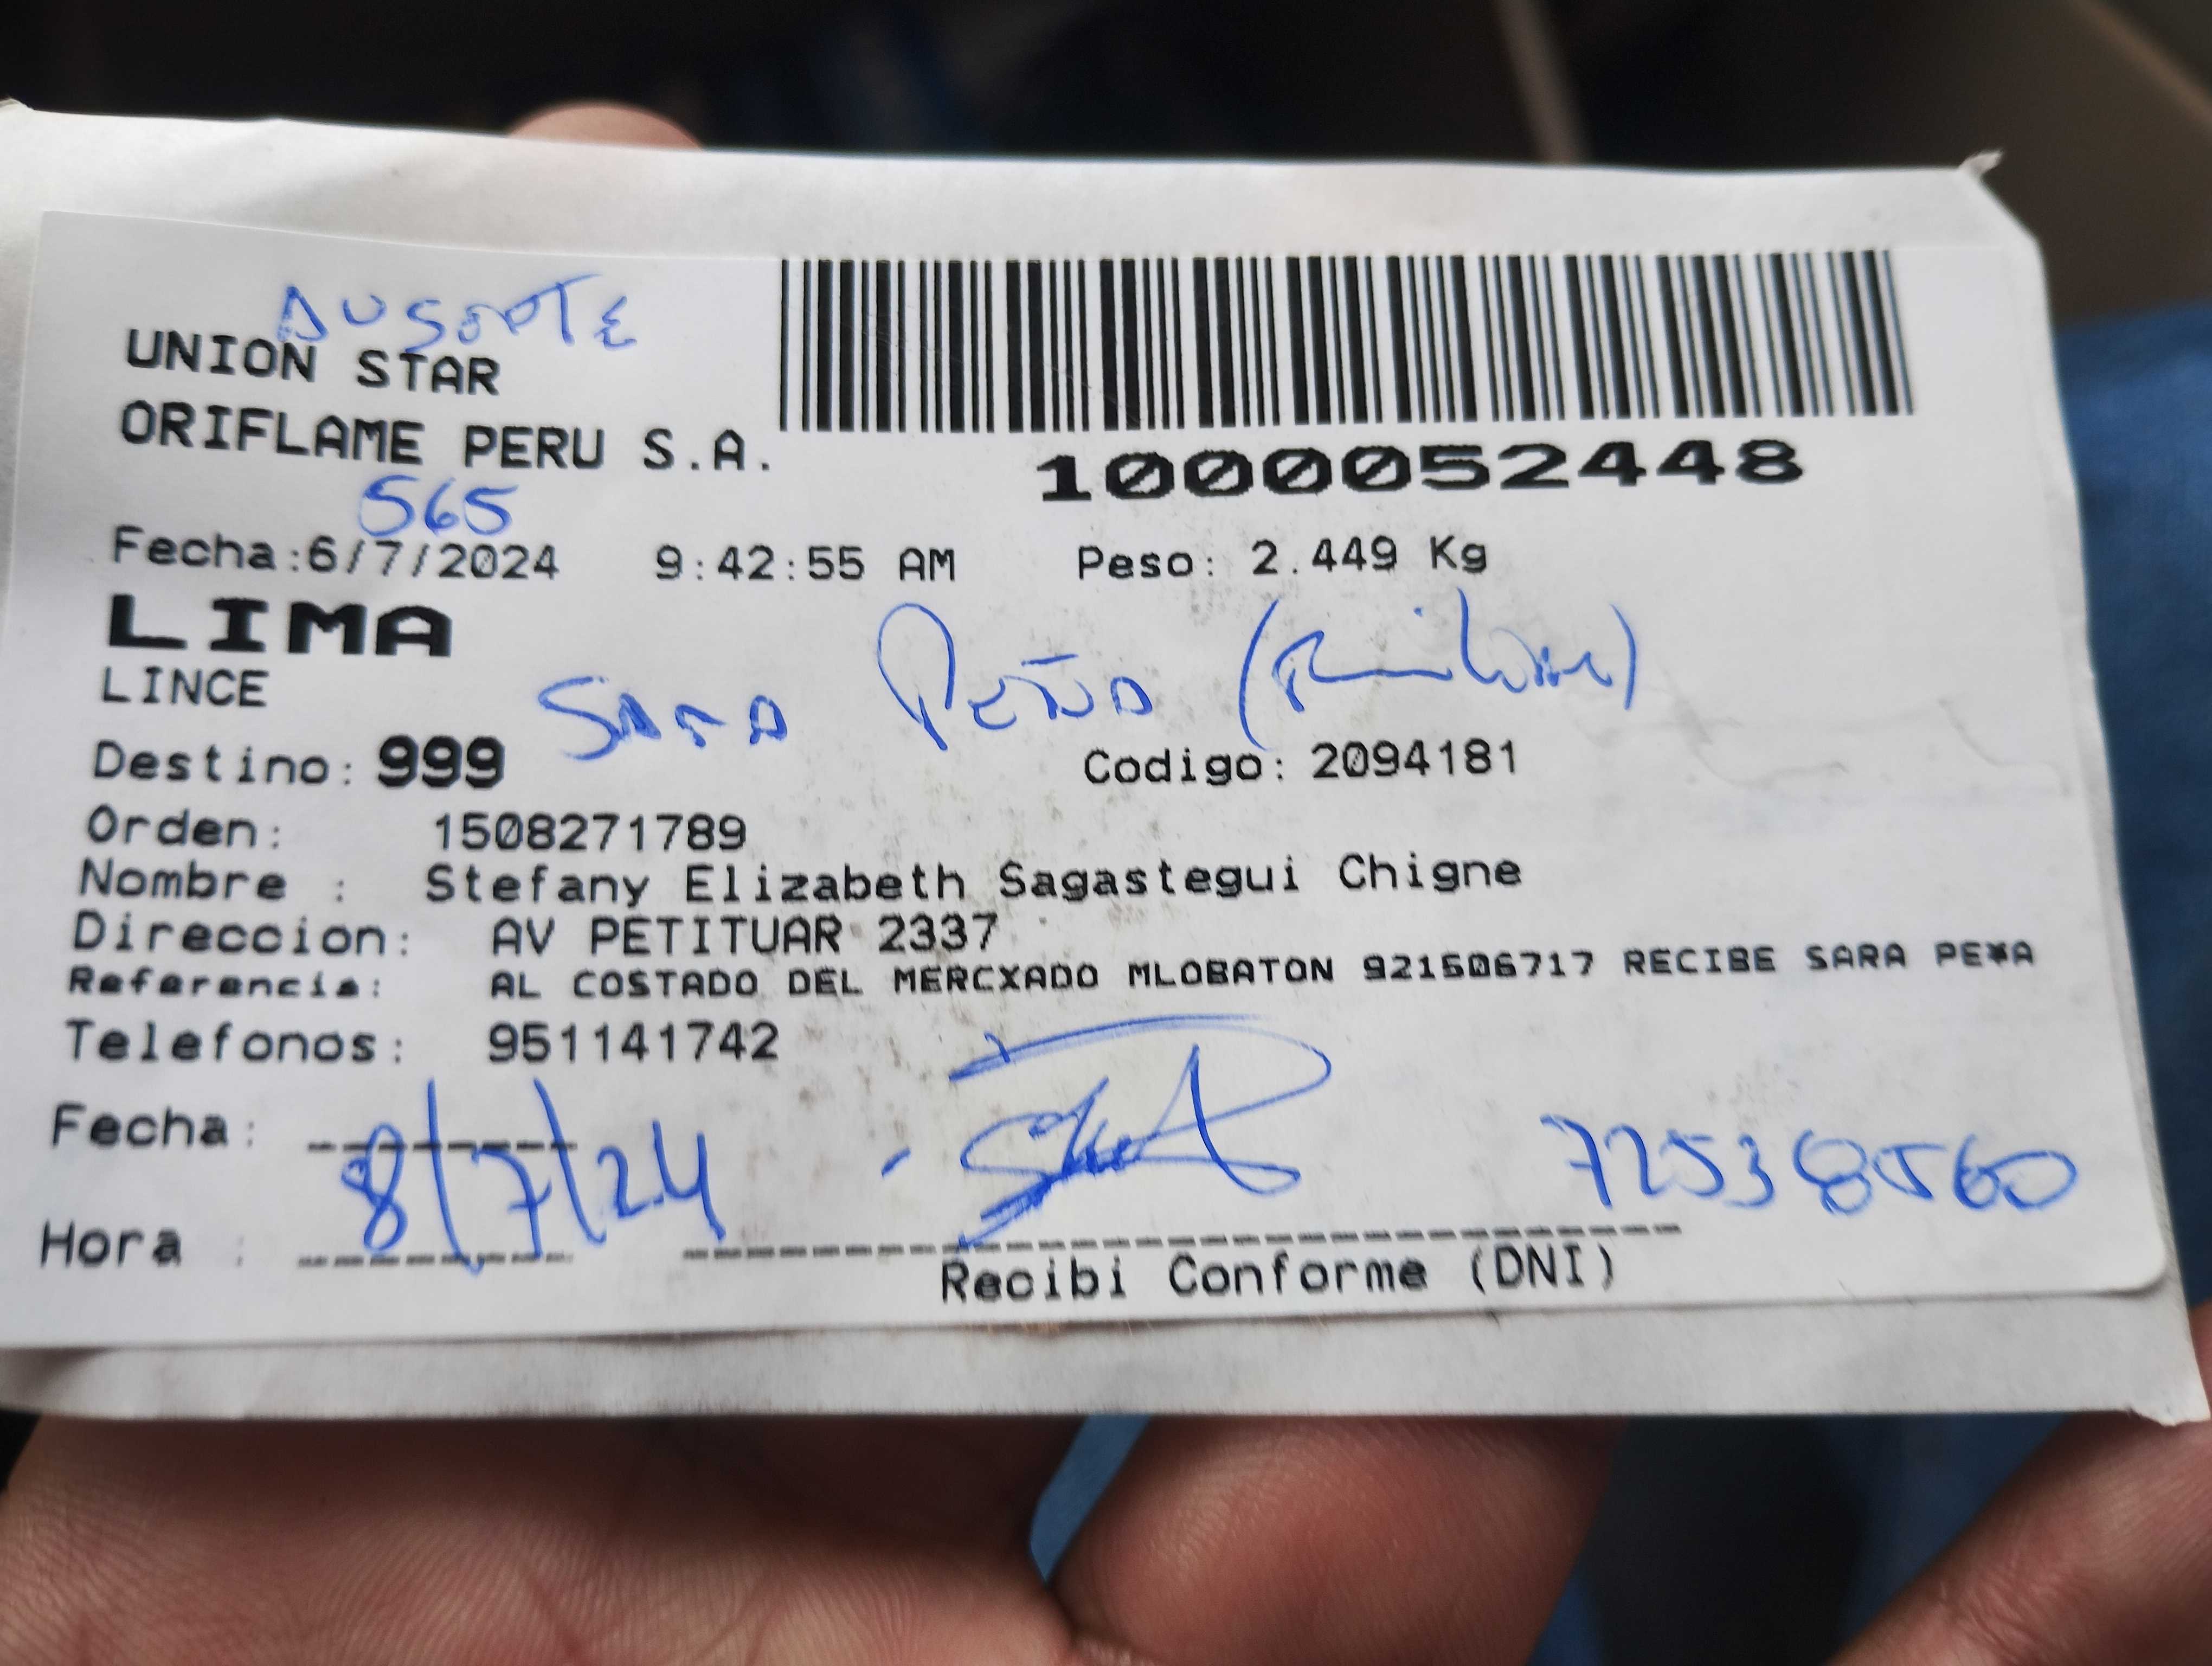 UNION STAR
ORIFLAME PERU S.A.
1000052448
565
Fecha:6/7/2024 9:42:55 AM Peso: 2.449 Kg
LIMA
LINCE
SARA PEÑA
Destino: 999 Codigo: 2094181
Orden: 1508271789
Nombre : Stefany Elizabeth Sagastegui Chigne
Direccion: AV PETITUAR 2337
Referencia: AL COSTADO DEL MERCXADO MLOBATON 921506717 RECIBE SARA PE¥A
Telefonos: 951141742
Fecha: 8/7/24 72538560
Hora :
Recibi Conforme (DNI)